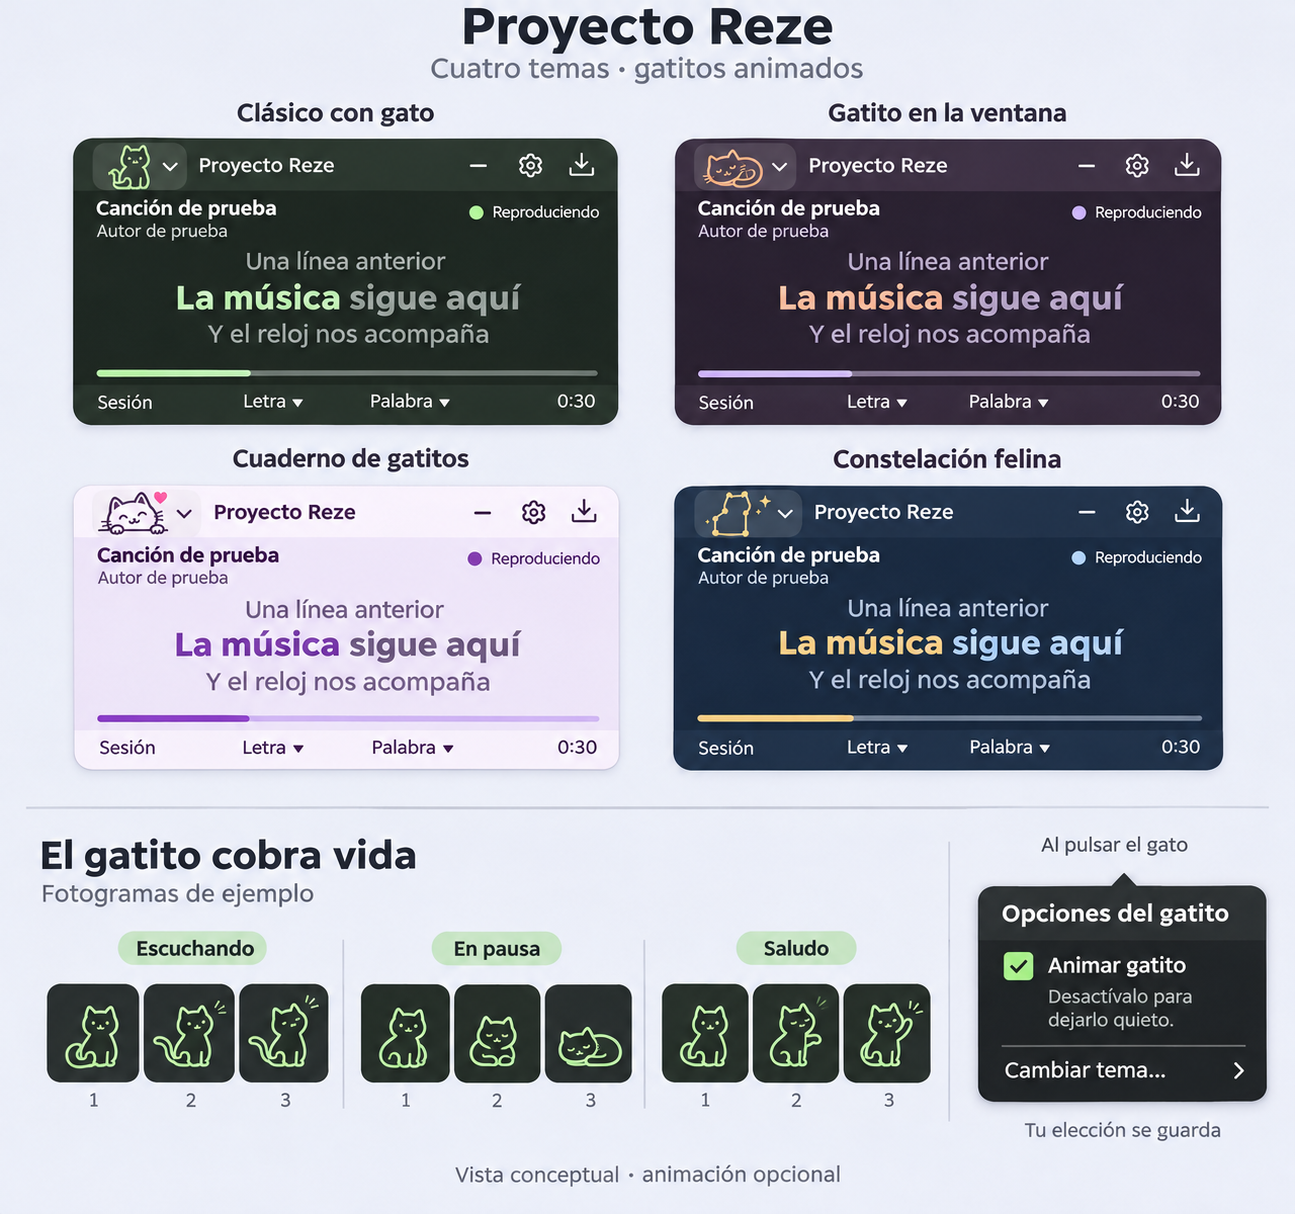 Proyecto Reze
Cuatro temas · gatitos animados
Clásico con gato
Proyecto Reze
Canción de prueba
Reproduciendo
Autor de prueba
Una línea anterior
La música sigue aquí
Y el reloj nos acompaña
Sesión
Letra ▾
Palabra ▾
0:30
Gatito en la ventana
Proyecto Reze
Canción de prueba
Reproduciendo
Autor de prueba
Una línea anterior
La música sigue aquí
Y el reloj nos acompaña
Sesión
Letra ▾
Palabra ▾
0:30
Cuaderno de gatitos
Proyecto Reze
Canción de prueba
Reproduciendo
Autor de prueba
Una línea anterior
La música sigue aquí
Y el reloj nos acompaña
Sesión
Letra ▾
Palabra ▾
0:30
Constelación felina
Proyecto Reze
Canción de prueba
Reproduciendo
Autor de prueba
Una línea anterior
La música sigue aquí
Y el reloj nos acompaña
Sesión
Letra ▾
Palabra ▾
0:30
El gatito cobra vida
Fotogramas de ejemplo
Escuchando
1
2
3
En pausa
1
2
3
Saludo
1
2
3
Al pulsar el gato
Opciones del gatito
Animar gatito
Desactívalo para
dejarlo quieto.
Cambiar tema...
Tu elección se guarda
Vista conceptual · animación opcional